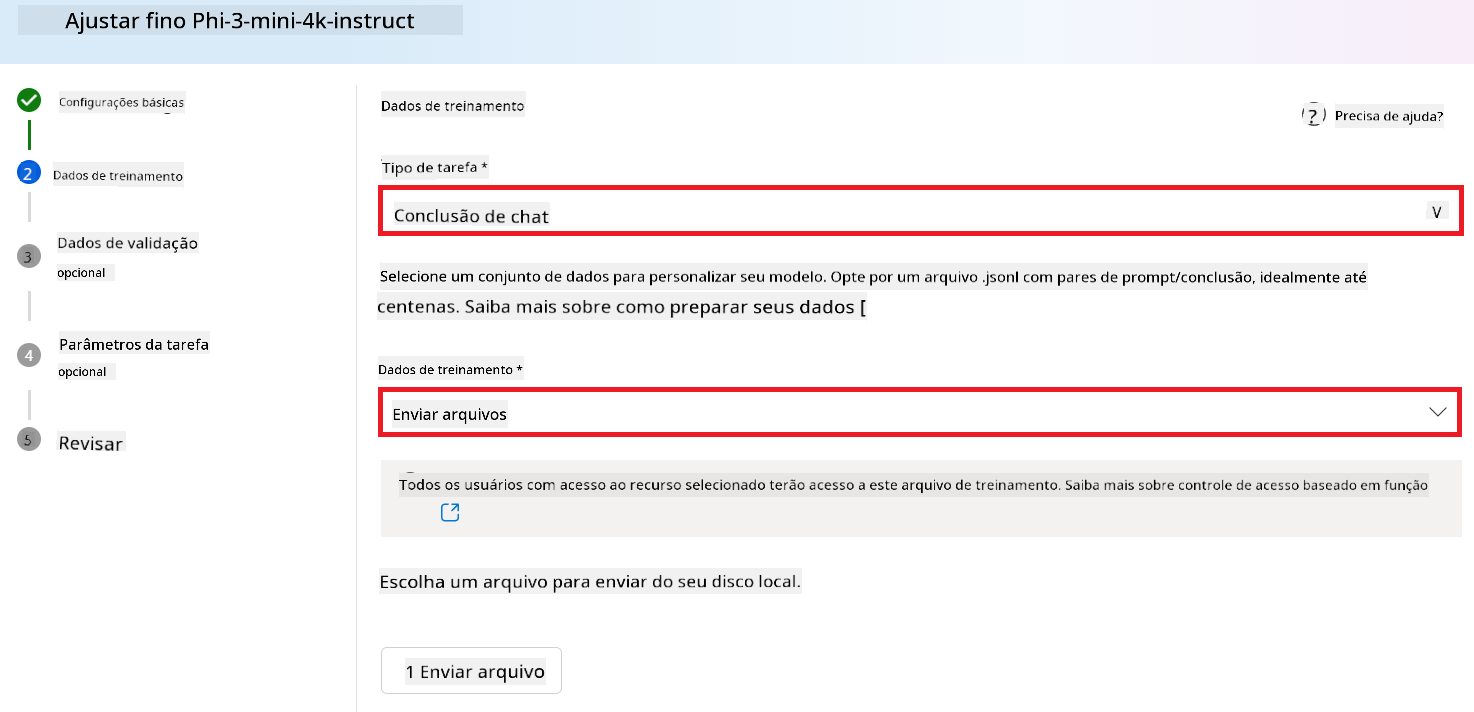 Ajustar fino Phi-3-mini-4k-instruct
Configurações básicas
2
Dados de treinamento
3
Dados de validação
opcional
4
Parâmetros da tarefa
opcional
5
Revisar
Dados de treinamento
? Precisa de ajuda?
Tipo de tarefa *
Conclusão de chat
V
Selecione um conjunto de dados para personalizar seu modelo. Opte por um arquivo .jsonl com pares de prompt/conclusão, idealmente até
centenas. Saiba mais sobre como preparar seus dados [
Dados de treinamento *
Enviar arquivos
Todos os usuários com acesso ao recurso selecionado terão acesso a este arquivo de treinamento. Saiba mais sobre controle de acesso baseado em função
Escolha um arquivo para enviar do seu disco local.
1 Enviar arquivo